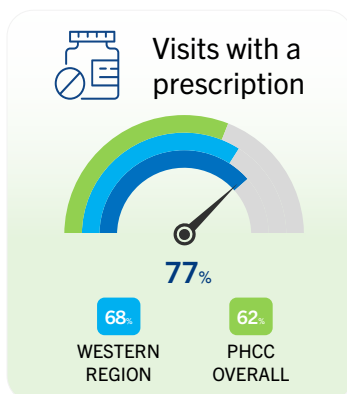 Visits with a
prescription
77%
68%
62%
WESTERN
REGION
PHCC
OVERALL